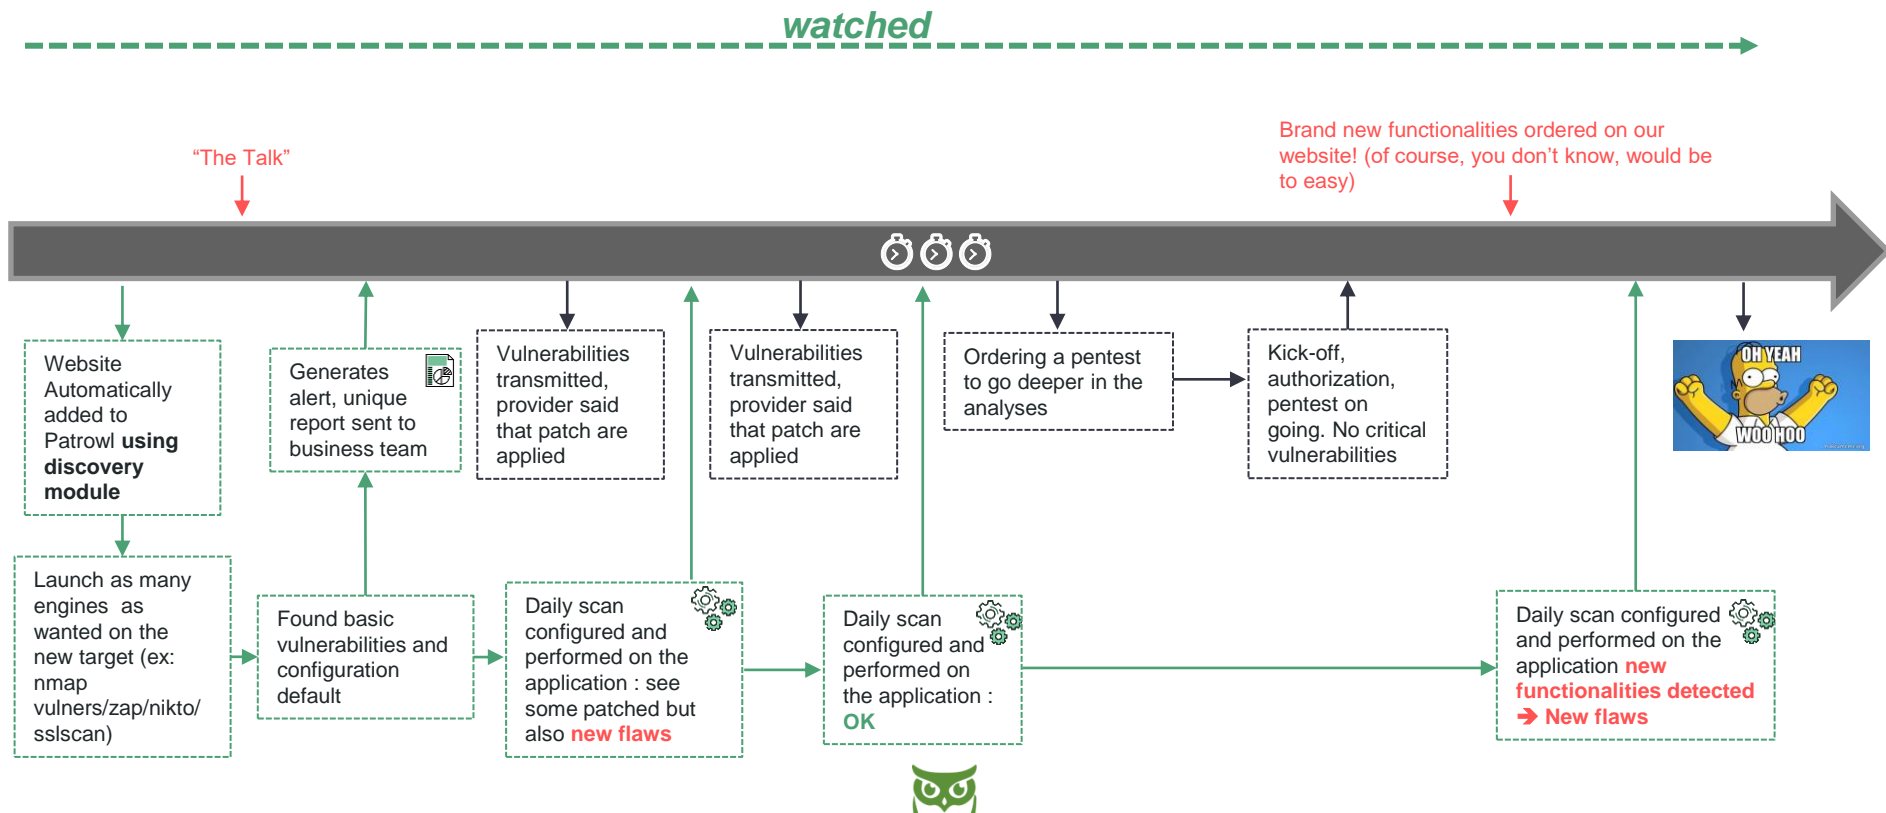 watched
“The Talk”
Brand new functionalities ordered on our
website! (of course, you don’t know, would be
to easy)
Website
Automatically
added to
Patrowl using
discovery
module
Generates
alert, unique
report sent to
business team
Vulnerabilities
transmitted,
provider said
that patch are
applied
Vulnerabilities
transmitted,
provider said
that patch are
applied
Ordering a pentest
to go deeper in the
analyses
Kick-off,
authorization,
pentest on
going. No critical
vulnerabilities
OH YEAH
WOO HOO
Launch as many
engines as
wanted on the
new target (ex:
nmap
vulners/zap/nikto/
sslscan)
Found basic
vulnerabilities and
configuration
default
Daily scan
configured and
performed on the
application : see
some patched but
also new flaws
Daily scan
configured and
performed on
the application :
OK
Daily scan configured
and performed on the
application new
functionalities detected
➔ New flaws